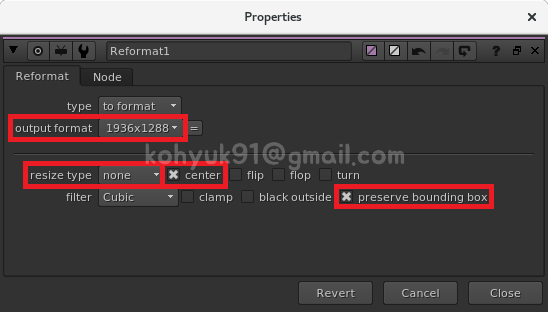 Properties
Reformat1
Reformat Node
type to format
output format 1936x1288 =
kohyuk91@gmail.com
resize type none center flip flop turn
filter Cubic clamp black outside preserve bounding box
Revert Cancel Close